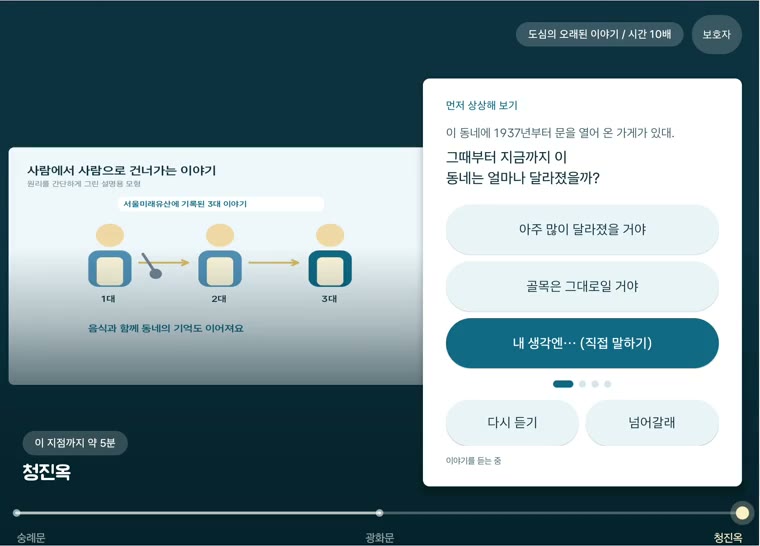 도심의 오래된 이야기 / 시간 10배
보호자
사람에서 사람으로 건너가는 이야기
원리를 간단하게 그린 설명용 모형
서울미래유산에 기록된 3대 이야기
1대
2대
3대
음식과 함께 동네의 기억도 이어져요
먼저 상상해 보기
이 동네에 1937년부터 문을 열어 온 가게가 있대.
그때부터 지금까지 이
동네는 얼마나 달라졌을까?
아주 많이 달라졌을 거야
골목은 그대로일 거야
내 생각엔… (직접 말하기)
다시 듣기
넘어갈래
이야기를 듣는 중
이 지점까지 약 5분
청진옥
숭례문
광화문
청진옥